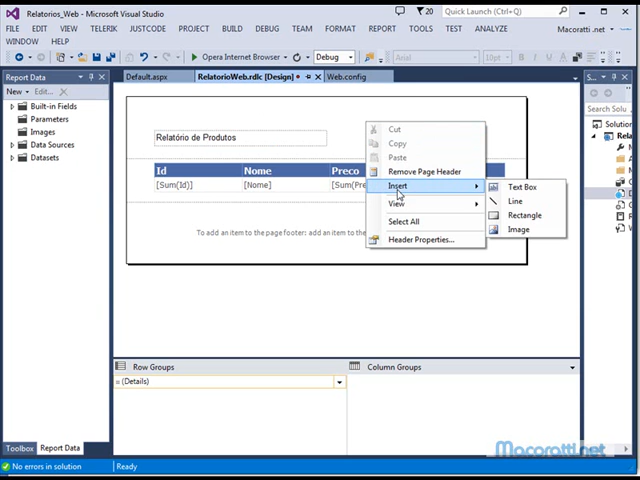 Relatorios_Web - Microsoft Visual Studio
20
Quick Launch (Ctrl+Q)
FILE EDIT VIEW TELERIK JUSTCODE PROJECT BUILD DEBUG TEAM SQL FORMAT TOOLS TEST ANALYZE
WINDOW HELP
Macoratti .net
Opera Internet Browser Debug Arial 10pt
Report Data
Default.aspx RelatorioWeb.rdlc [Design] Web.config
S...
New Edit...
Built-in Fields
Parameters
Images
Data Sources
Datasets
Search Solu
Solution
Rela
Relatório de Produtos
Id Nome Preco
[Sum(Id)] [Nome] [Sum(Pre
To add an item to the page footer: add an item to the
Cut
Copy
Paste
Remove Page Header
Insert
View
Select All
Header Properties...
Text Box
Line
Rectangle
Image
Row Groups Column Groups
(Details)
Toolbox Report Data
Macoratti.net
No errors in solution Ready